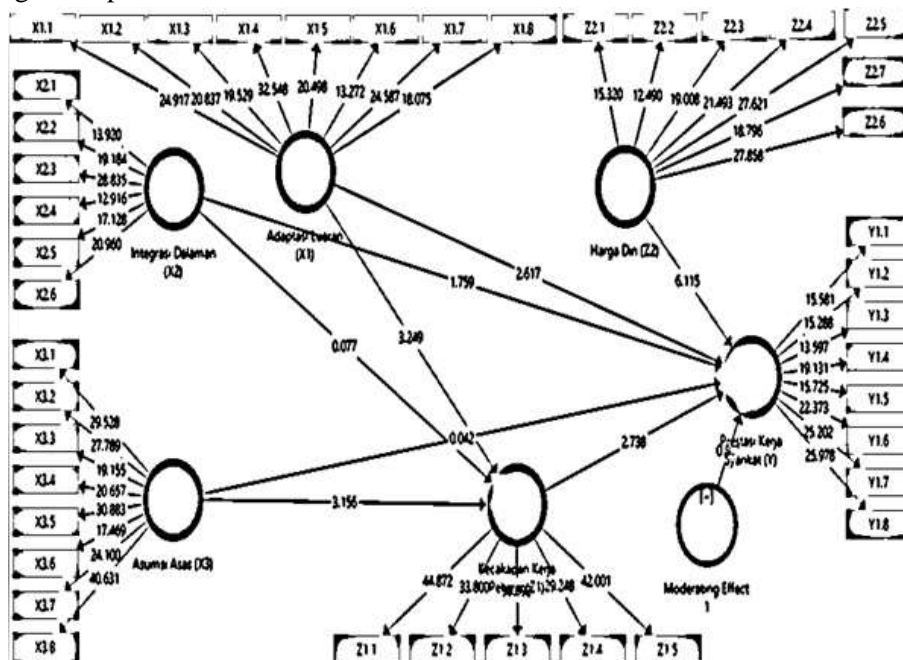 X1.1 X1.2 X1.3 X1.4 X1.5 X1.6 X1.7 X1.8 Z2.1 Z2.2 Z2.3 Z2.4 Z2.5
Z2.7
Z2.6
24.917 20.837 19.529 32.548 20.498 13.272 24.587 18.075
15.320 12.490 19.008 21.493 27.621
18.796
27.858
X2.1
X2.2
X2.3
X2.4
X2.5
X2.6
13.920
19.184
28.835
12.916
17.128
20.960
Integrasi Dalaman
(X2)
Adaptasi Luaran
(X1)
Harga Diri (Z2)
1.759
2.617
6.115
0.077
3.249
Y1.1
Y1.2
Y1.3
Y1.4
Y1.5
Y1.6
Y1.7
Y1.8
15.581
15.288
13.597
19.131
15.725
22.373
25.202
25.978
Prestasi Kerja
Syarikat (Y)
X3.1
X3.2
X3.3
X3.4
X3.5
X3.6
X3.7
X3.8
29.528
27.789
19.155
20.657
30.883
17.469
24.100
40.631
Asumsi Asas (X3)
0.042
3.156
2.738
[+]
Moderating Effect
1
Kecakapan Kerja
(Z1)
44.872
33.800
29.248
42.001
Z1.1 Z1.2 Z1.3 Z1.4 Z1.5